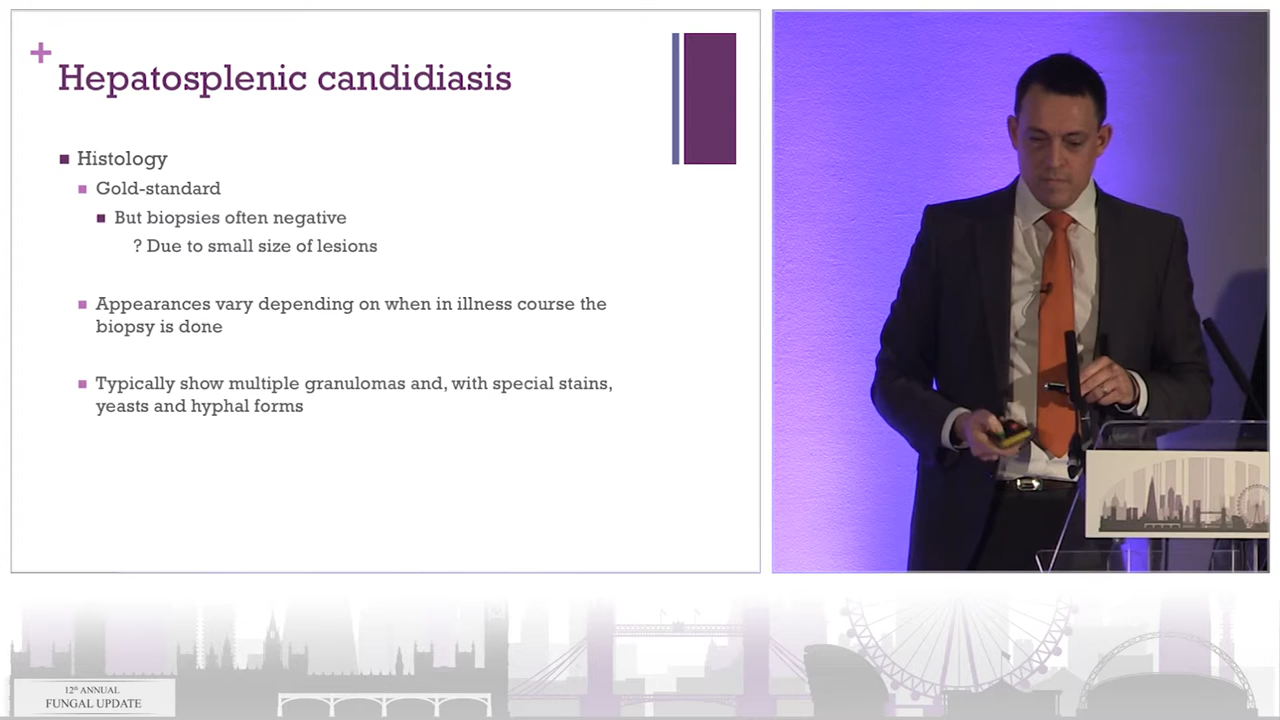 +
Hepatosplenic candidiasis
■ Histology
■ Gold-standard
■ But biopsies often negative
? Due to small size of lesions
■ Appearances vary depending on when in illness course the
biopsy is done
■ Typically show multiple granulomas and, with special stains,
yeasts and hyphal forms
12th ANNUAL
FUNGAL UPDATE